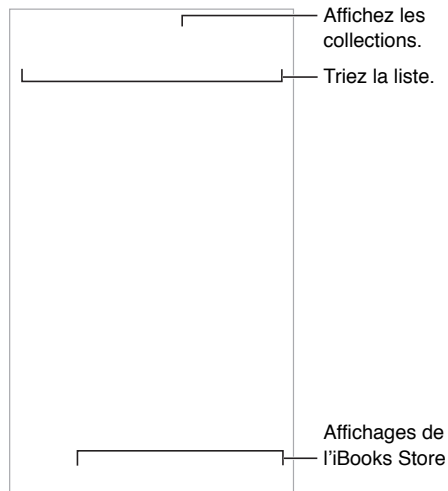 Affichez les
collections.
Triez la liste.
Affichages de
l'iBooks Store